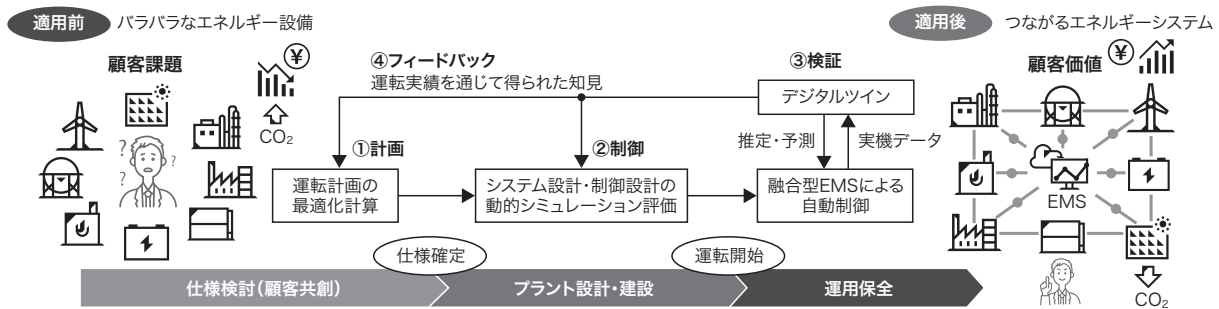 適用前
バラバラなエネルギー設備
顧客課題
¥
CO₂
?
?
?
①計画
運転計画の
最適化計算
④フィードバック
運転実績を通じて得られた知見
②制御
システム設計・制御設計の
動的シミュレーション評価
③検証
デジタルツイン
推定・予測
実機データ
融合型EMSによる
自動制御
適用後
つながるエネルギーシステム
顧客価値
¥
EMS
CO₂
仕様確定
運転開始
仕様検討(顧客共創)
プラント設計・建設
運用保全